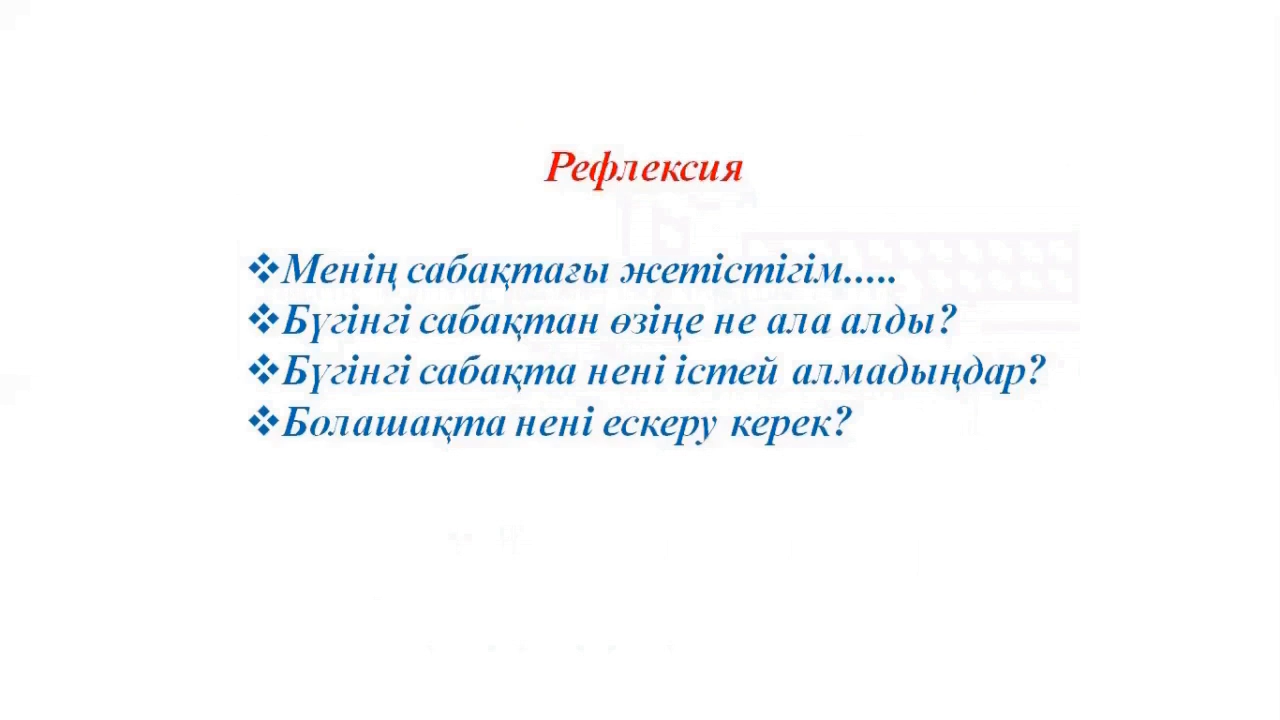 Рефлексия
❖Менің сабақтағы жетістігім.....
❖Бүгінгі сабақтан өзіңе не ала алды?
❖Бүгінгі сабақта нені істей алмадыңдар?
❖Болашақта нені ескеру керек?